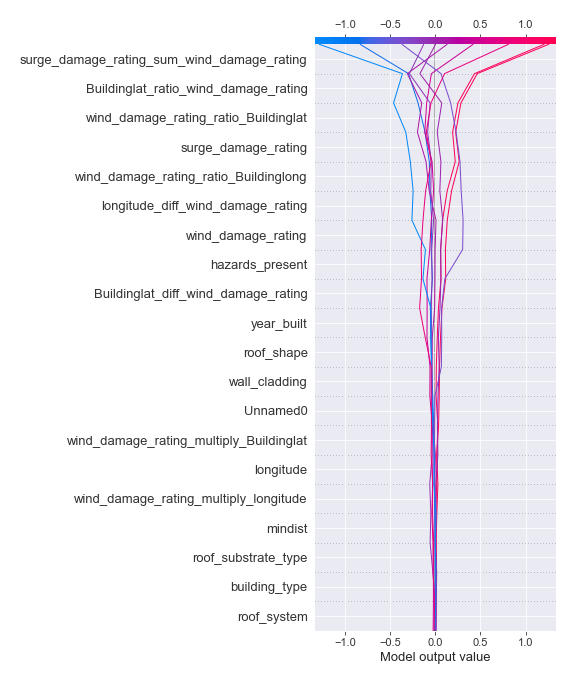 -1.0 -0.5 0.0 0.5 1.0
surge_damage_rating_sum_wind_damage_rating
Buildinglat_ratio_wind_damage_rating
wind_damage_rating_ratio_Buildinglat
surge_damage_rating
wind_damage_rating_ratio_Buildinglong
longitude_diff_wind_damage_rating
wind_damage_rating
hazards_present
Buildinglat_diff_wind_damage_rating
year_built
roof_shape
wall_cladding
Unnamed0
wind_damage_rating_multiply_Buildinglat
longitude
wind_damage_rating_multiply_longitude
mindist
roof_substrate_type
building_type
roof_system
-1.0 -0.5 0.0 0.5 1.0
Model output value